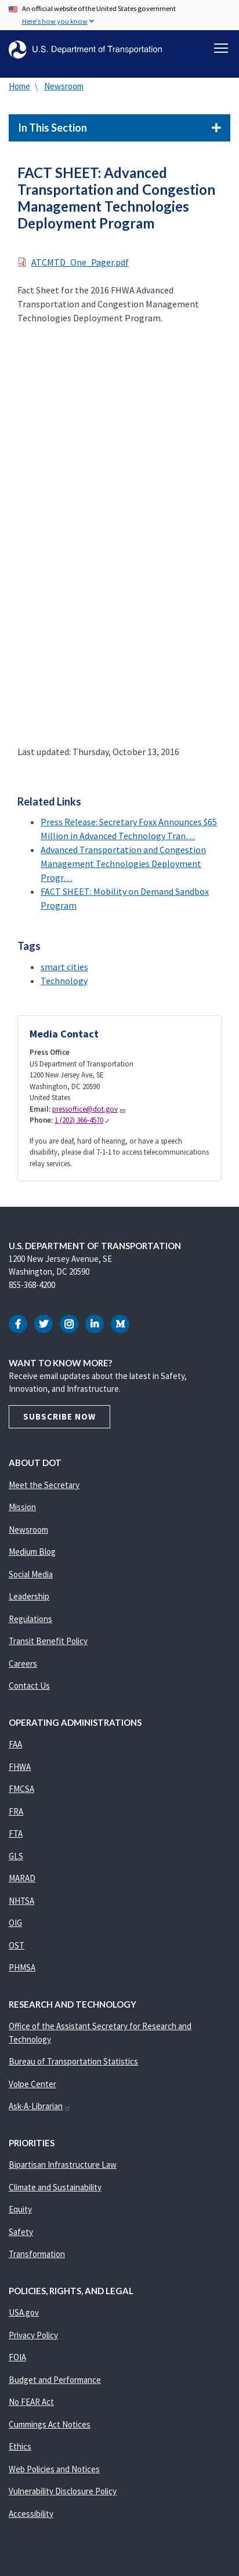 An official website of the United States government
Here's how you know
U.S. Department of Transportation
Home \ Newsroom
In This Section
FACT SHEET: Advanced
Transportation and Congestion
Management Technologies
Deployment Program
ATCMTD_One_Pager.pdf
Fact Sheet for the 2016 FHWA Advanced
Transportation and Congestion Management
Technologies Deployment Program.
Last updated: Thursday, October 13, 2016
Related Links
Press Release: Secretary Foxx Announces $65
Million in Advanced Technology Tran…
Advanced Transportation and Congestion
Management Technologies Deployment
Progr…
FACT SHEET: Mobility on Demand Sandbox
Program
Tags
smart cities
Technology
Media Contact
Press Office
US Department of Transportation
1200 New Jersey Ave, SE
Washington, DC 20590
United States
Email: pressoffice@dot.gov
Phone: 1 (202) 366-4570
If you are deaf, hard of hearing, or have a speech
disability, please dial 7-1-1 to access telecommunications
relay services.
U.S. DEPARTMENT OF TRANSPORTATION
1200 New Jersey Avenue, SE
Washington, DC 20590
855-368-4200
WANT TO KNOW MORE?
Receive email updates about the latest in Safety,
Innovation, and Infrastructure.
SUBSCRIBE NOW
ABOUT DOT
Meet the Secretary
Mission
Newsroom
Medium Blog
Social Media
Leadership
Regulations
Transit Benefit Policy
Careers
Contact Us
OPERATING ADMINISTRATIONS
FAA
FHWA
FMCSA
FRA
FTA
GLS
MARAD
NHTSA
OIG
OST
PHMSA
RESEARCH AND TECHNOLOGY
Office of the Assistant Secretary for Research and
Technology
Bureau of Transportation Statistics
Volpe Center
Ask-A-Librarian
PRIORITIES
Bipartisan Infrastructure Law
Climate and Sustainability
Equity
Safety
Transformation
POLICIES, RIGHTS, AND LEGAL
USA.gov
Privacy Policy
FOIA
Budget and Performance
No FEAR Act
Cummings Act Notices
Ethics
Web Policies and Notices
Vulnerability Disclosure Policy
Accessibility